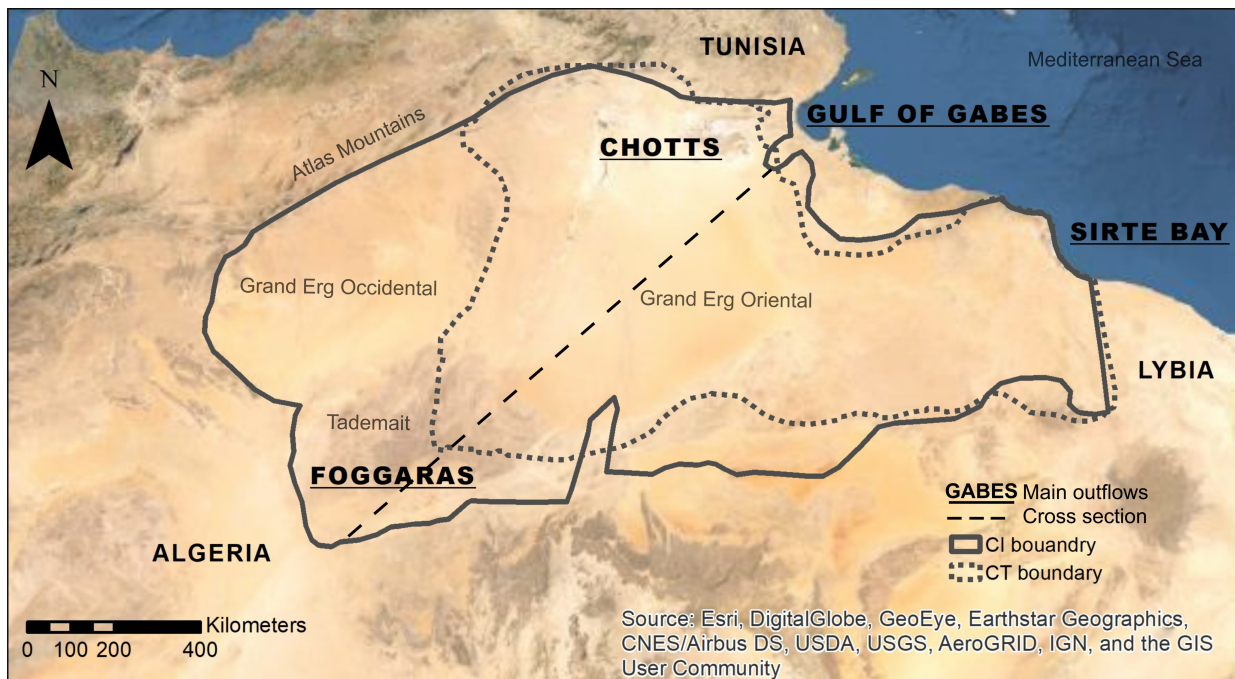 TUNISIA
Mediterranean Sea
N
GULF OF GABES
Atlas Mountains
CHOTTS
SIRTE BAY
Grand Erg Occidental
Grand Erg Oriental
LYBIA
Tademait
FOGGARAS
GABES Main outflows
Cross section
CI bouandry
CT boundary
ALGERIA
Kilometers
0 100 200 400
Source: Esri, DigitalGlobe, GeoEye, Earthstar Geographics,
CNES/Airbus DS, USDA, USGS, AeroGRID, IGN, and the GIS
User Community